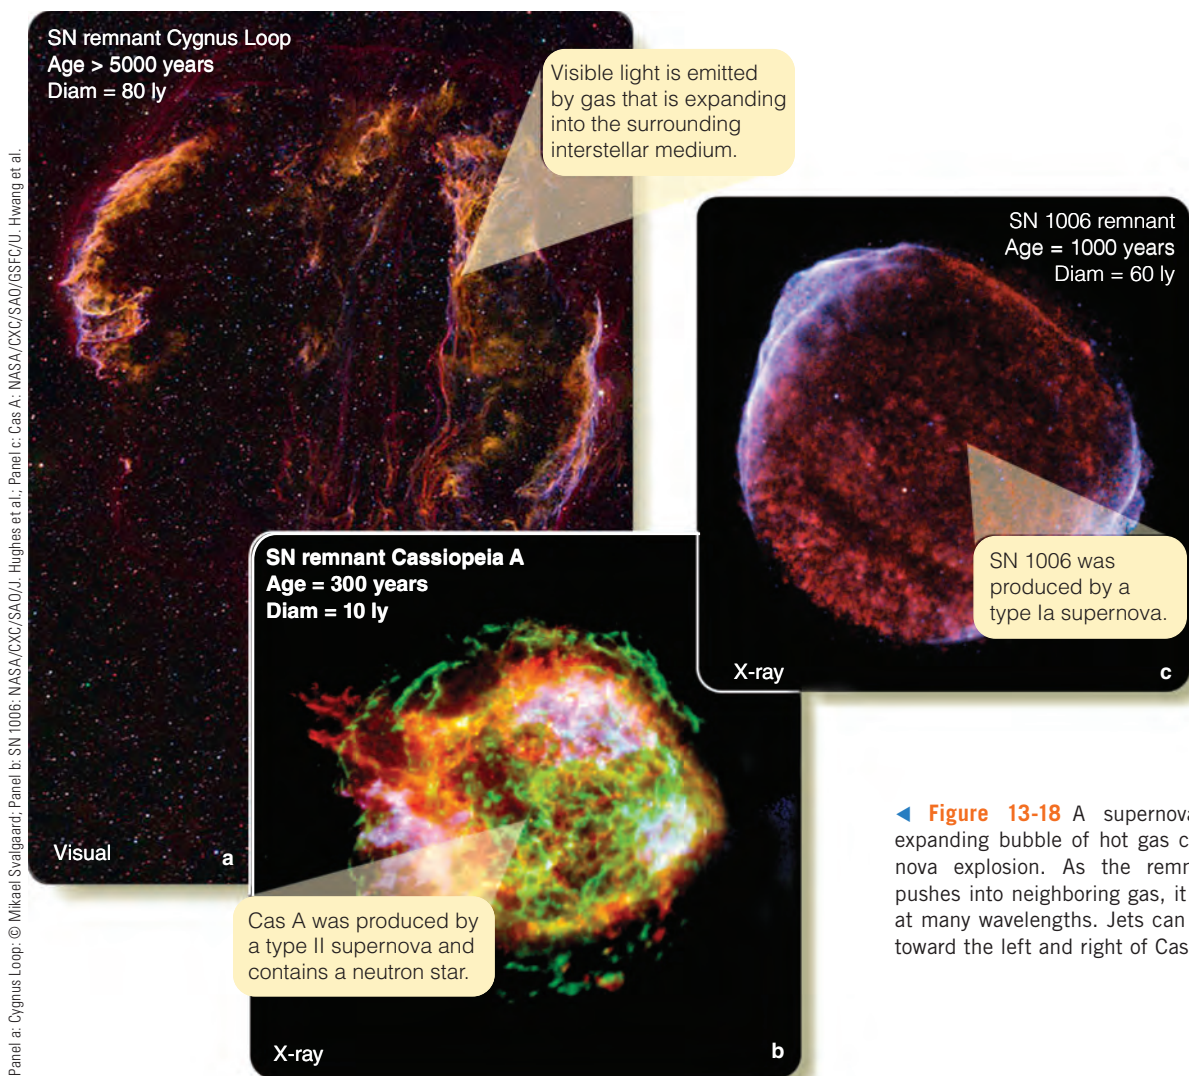 SN remnant Cygnus Loop
Age > 5000 years
Diam = 80 ly
Visible light is emitted
by gas that is expanding
into the surrounding
interstellar medium.
Visual
a
SN 1006 remnant
Age = 1000 years
Diam = 60 ly
SN 1006 was
produced by a
type Ia supernova.
X-ray
c
SN remnant Cassiopeia A
Age = 300 years
Diam = 10 ly
Cas A was produced by
a type II supernova and
contains a neutron star.
X-ray
b
◀ Figure 13-18 A supernova
expanding bubble of hot gas c
nova explosion. As the remn
pushes into neighboring gas, it
at many wavelengths. Jets can
toward the left and right of Cas
Panel a: Cygnus Loop: © Mikael Svalgaard; Panel b: SN 1006: NASA/CXC/SAO/J. Hughes et al.; Panel c: Cas A: NASA/CXC/SAO/GSFC/U. Hwang et al.